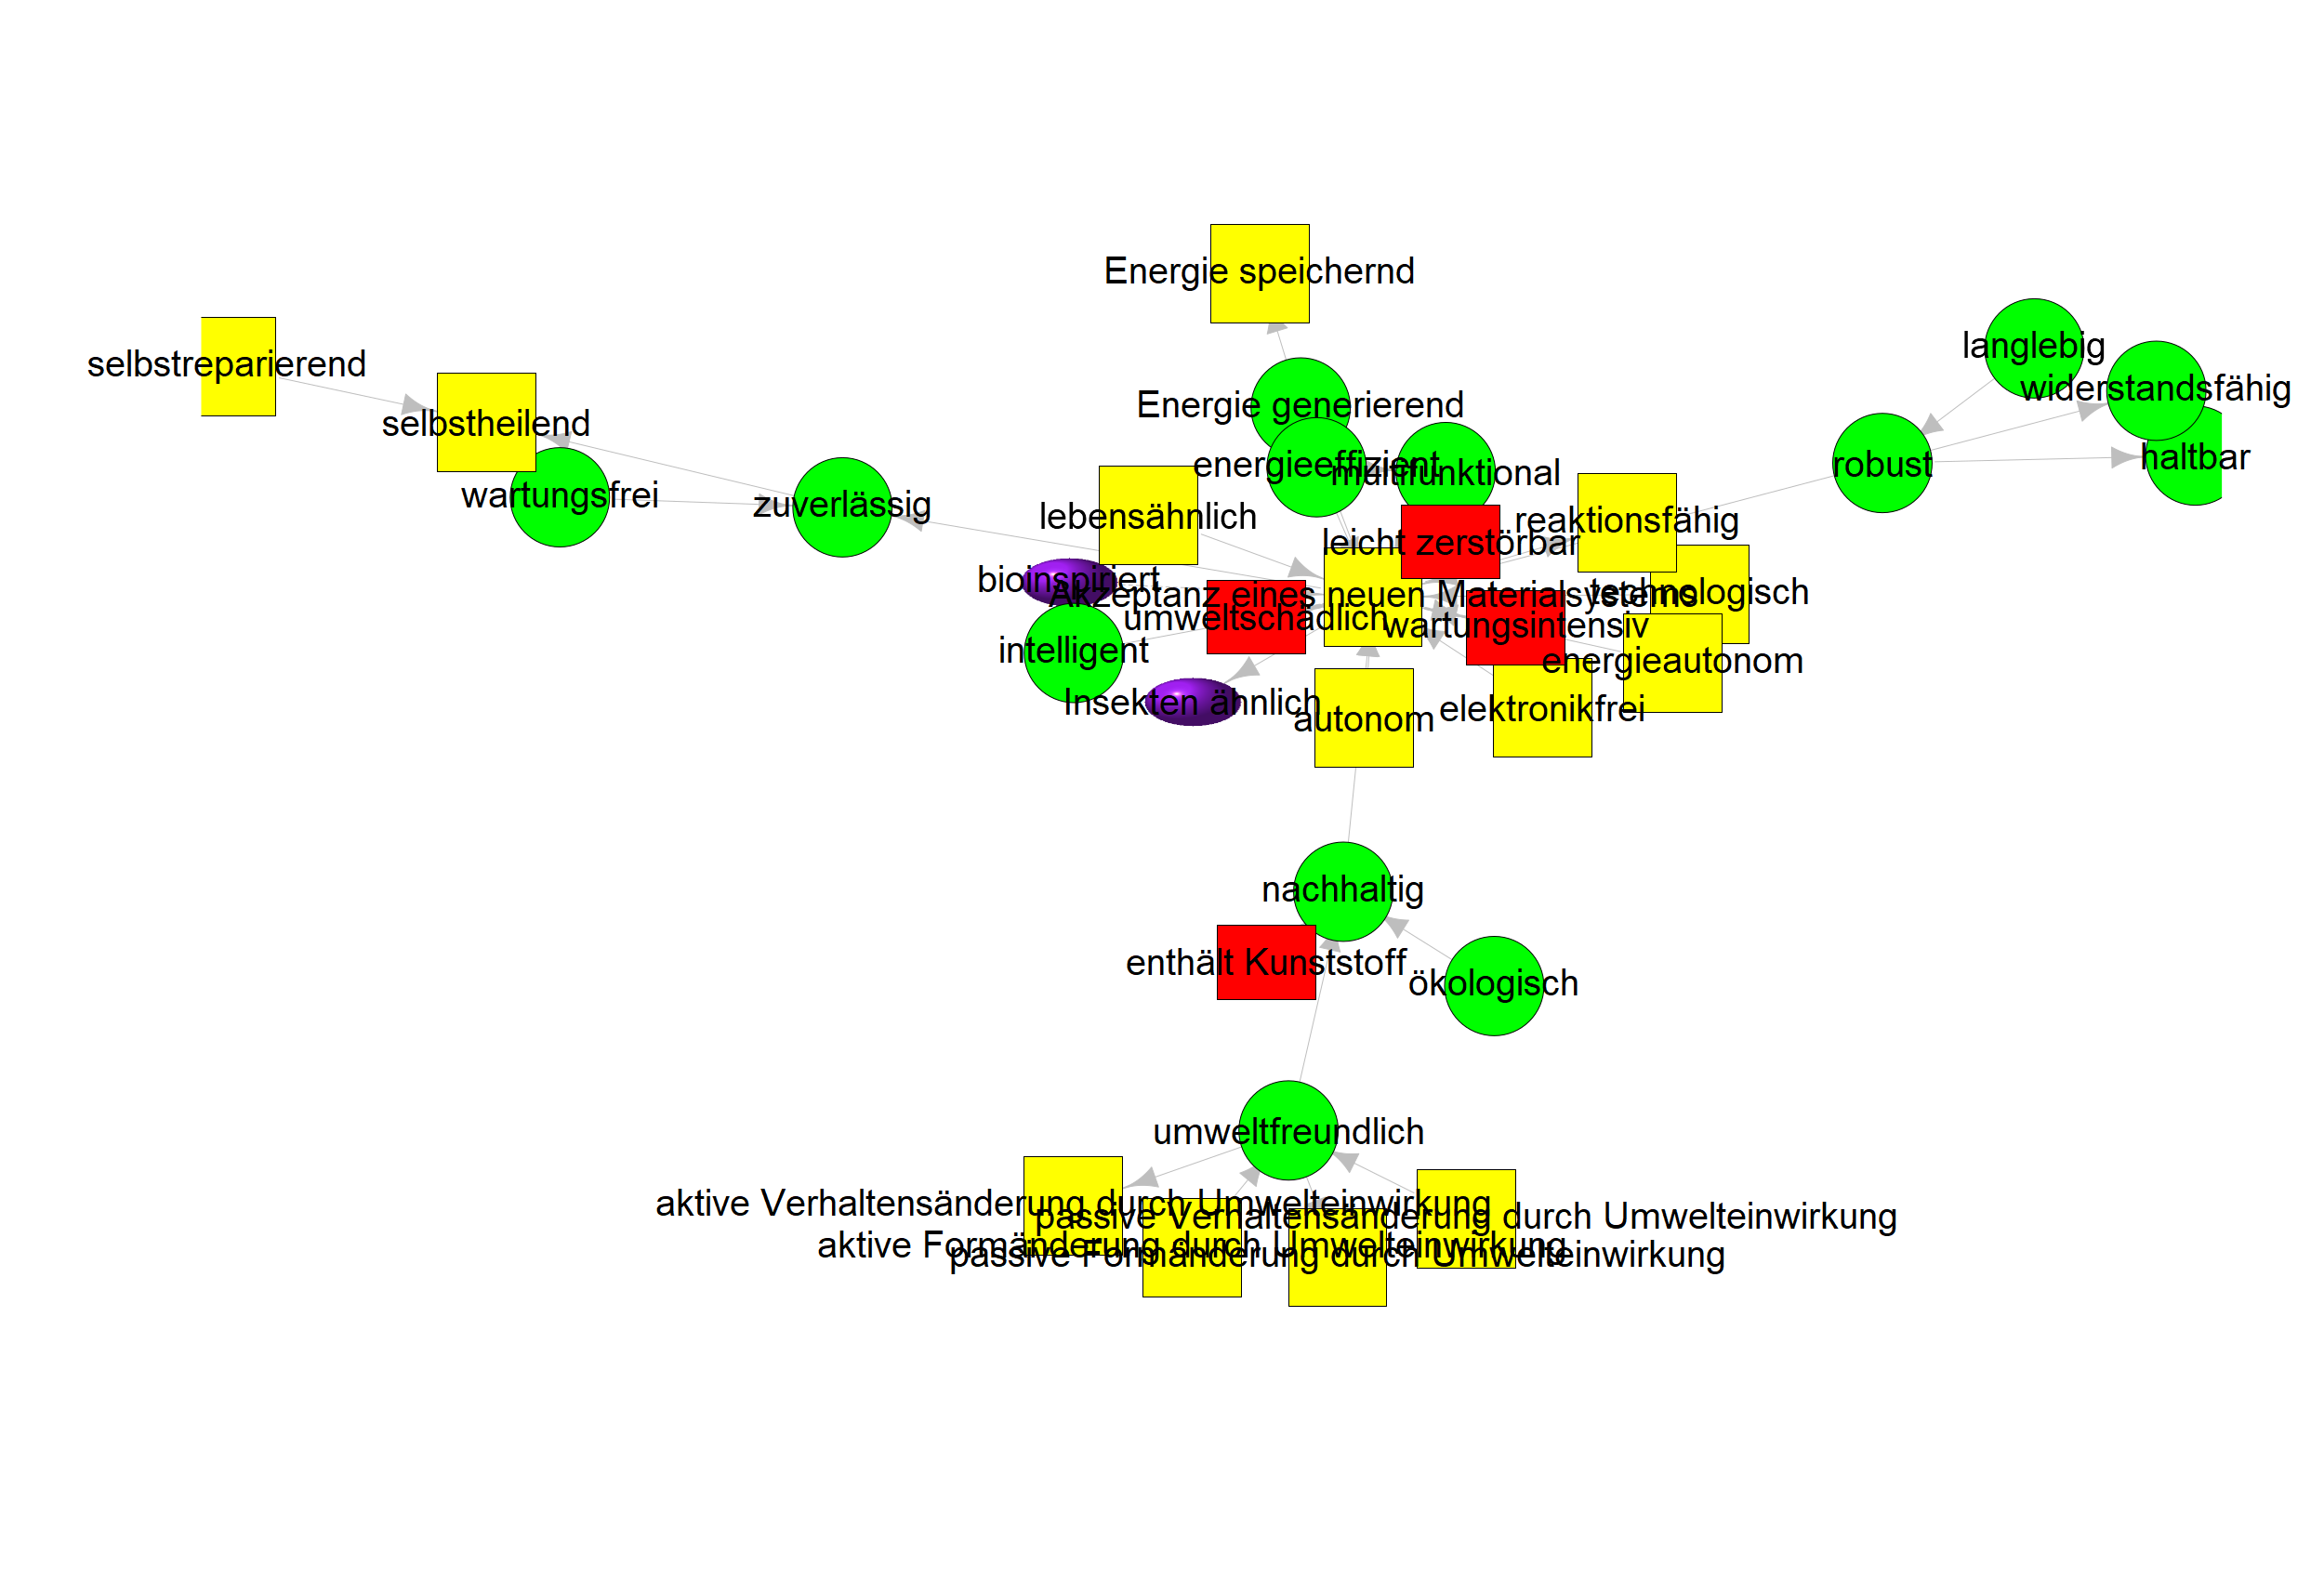 Energie speichernd
langlebig
selbstreparierend
widerstandsfähig
Energie generierend
selbstheilend
haltbar
energieeffizient
robust
multifunktional
wartungsfrei
zuverlässig
lebensähnlich
reaktionsfähig
leicht zerstörbar
bioinspiriert
Akzeptanz eines neuen Materialsystems
technologisch
umweltschädlich
wartungsintensiv
intelligent
energieautonom
Insekten ähnlich
elektronikfrei
autonom
nachhaltig
enthält Kunststoff
ökologisch
umweltfreundlich
aktive Verhaltensänderung durch Umwelteinwirkung
passive Verhaltensänderung durch Umwelteinwirkung
aktive Formänderung durch Umwelteinwirkung
passive Formänderung durch Umwelteinwirkung